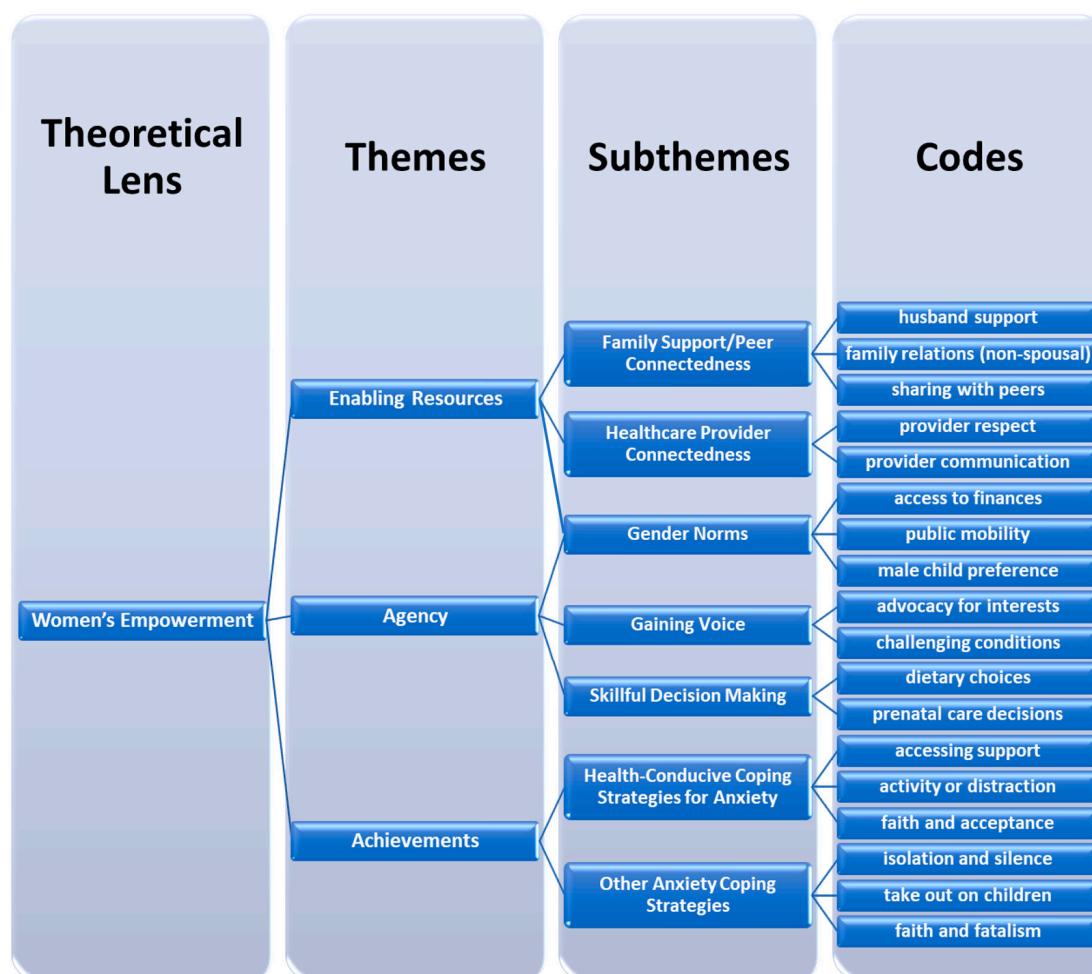 Theoretical
Lens
Themes
Subthemes
Codes
Women's Empowerment
Enabling Resources
Agency
Achievements
Family Support/Peer
Connectedness
Healthcare Provider
Connectedness
Gender Norms
Gaining Voice
Skillful Decision Making
Health-Conducive Coping
Strategies for Anxiety
Other Anxiety Coping
Strategies
husband support
family relations (non-spousal)
sharing with peers
provider respect
provider communication
access to finances
public mobility
male child preference
advocacy for interests
challenging conditions
dietary choices
prenatal care decisions
accessing support
activity or distraction
faith and acceptance
isolation and silence
take out on children
faith and fatalism